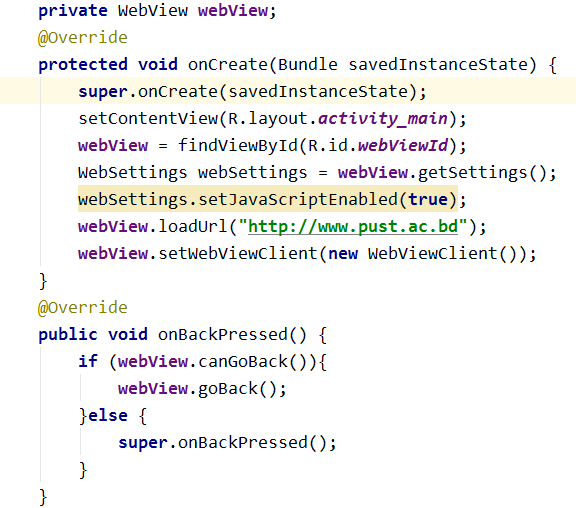 private WebView webView;
@Override
protected void onCreate(Bundle savedInstanceState) {
super.onCreate(savedInstanceState);
setContentView(R.layout.activity_main);
webView = findViewById(R.id.webViewId);
WebSettings webSettings = webView.getSettings();
webSettings.setJavaScriptEnabled(true);
webView.loadUrl("http://www.pust.ac.bd");
webView.setWebViewClient(new WebViewClient());
}
@Override
public void onBackPressed() {
if (webView.canGoBack()){
webView.goBack();
}else {
super.onBackPressed();
}
}